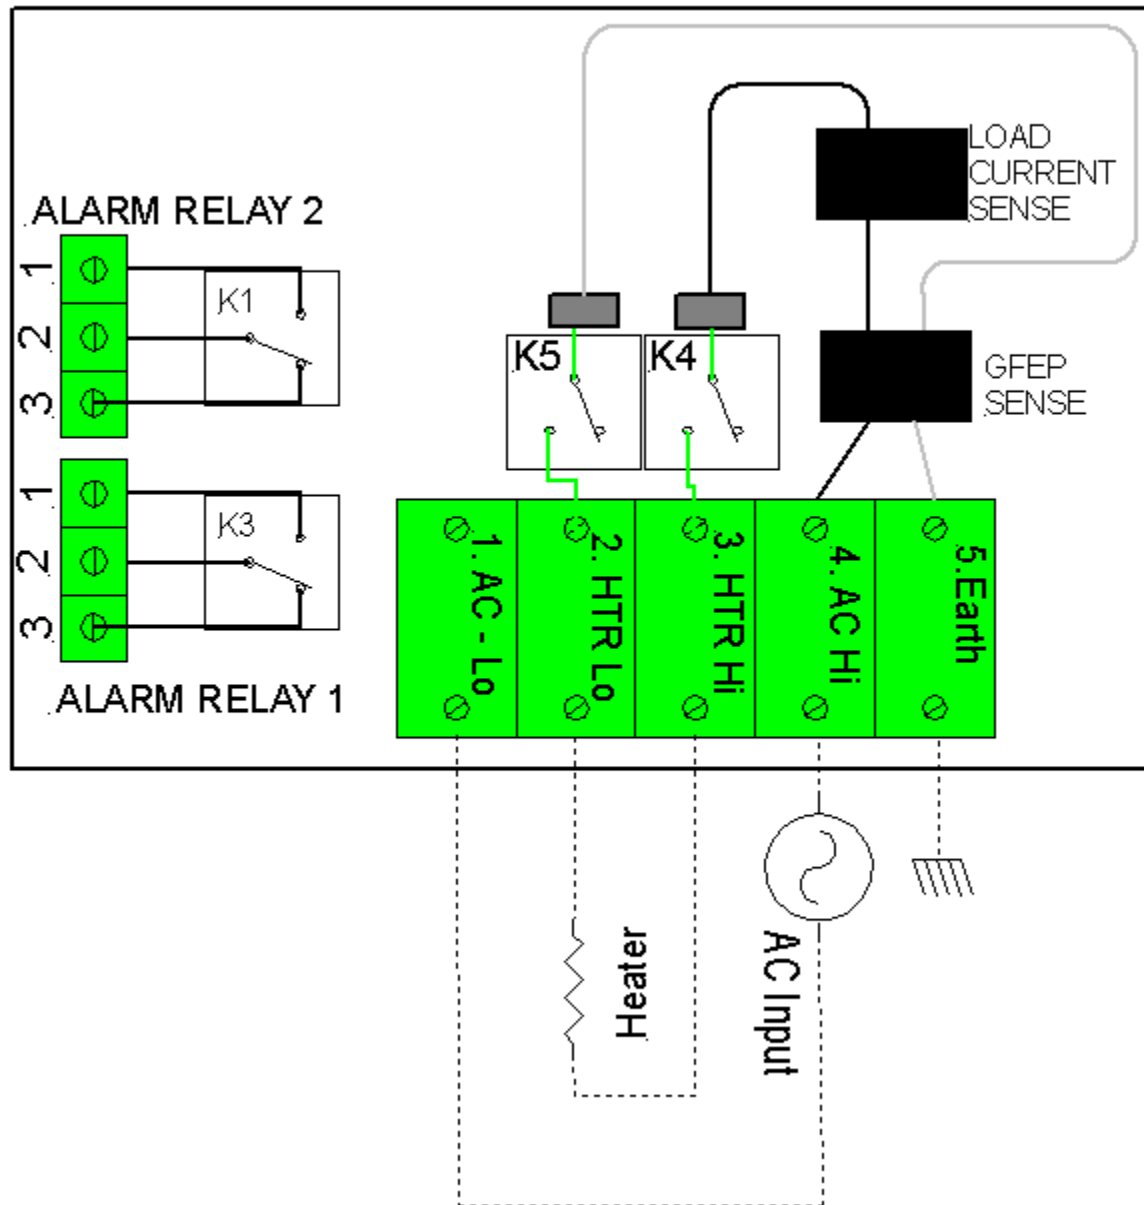 LOAD
CURRENT
SENSE
ALARM RELAY 2
1
2
3
K1
K5
K4
GFEP
SENSE
1
2
3
K3
ALARM RELAY 1
1. AC - Lo
2. HTR Lo
3. HTR Hi
4. AC Hi
5.Earth
Heater
AC Input